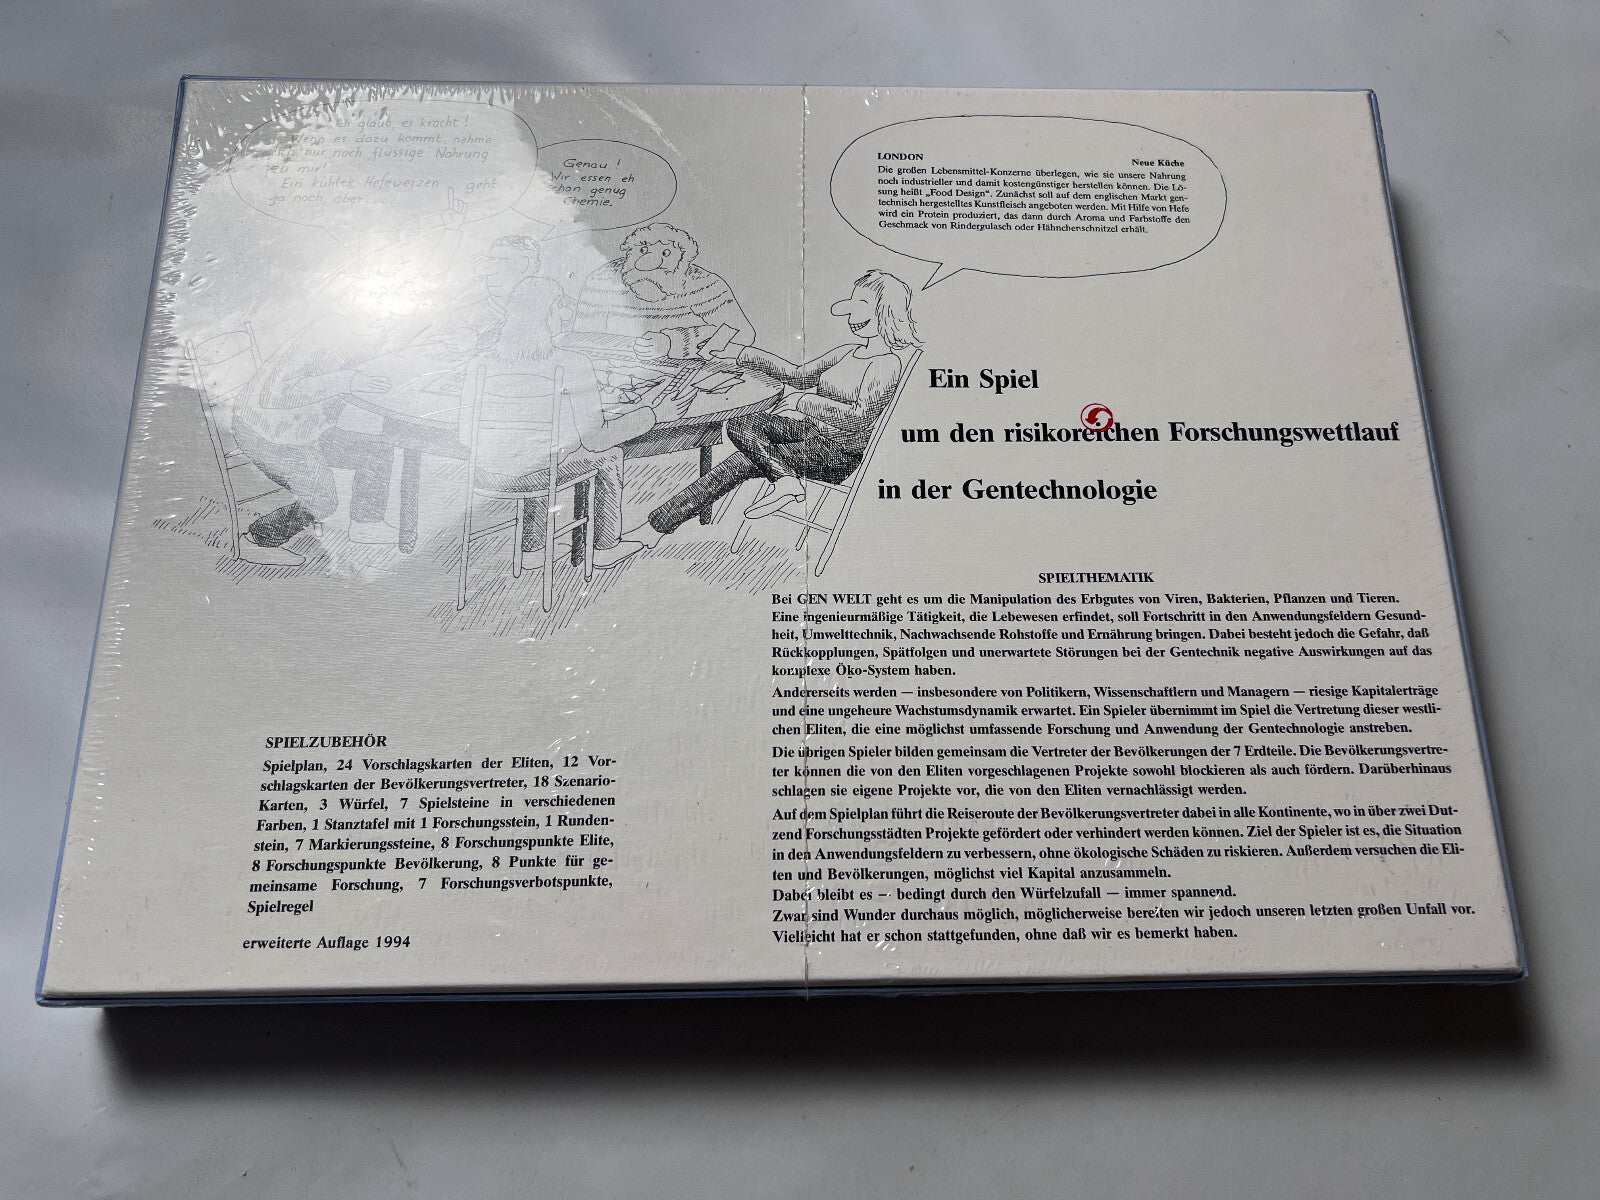 ich glaub, es kracht!
Wenn es dazu kommt, nehme
ich nur noch flüssige Nahrung
zu mir.
Ein kühles Hefeweizen geht
ja noch, aber...
Genau!
Wir essen eh
schon genug
Chemie.
LONDON Neue Küche
Die großen Lebensmittel-Konzerne überlegen, wie sie unsere Nahrung
noch industrieller und damit kostengünstiger herstellen können. Die Lö-
sung heißt „Food Design". Zunächst soll auf dem englischen Markt gen-
technisch hergestelltes Kunstfleisch angeboten werden. Mit Hilfe von Hefe
wird ein Protein produziert, das dann durch Aroma und Farbstoffe den
Geschmack von Rindergulasch oder Hähnchenschnitzel erhält.
Ein Spiel
um den risikoreichen Forschungswettlauf
in der Gentechnologie
SPIELTHEMATIK
Bei GEN WELT geht es um die Manipulation des Erbgutes von Viren, Bakterien, Pflanzen und Tieren.
Eine ingenieurmäßige Tätigkeit, die Lebewesen erfindet, soll Fortschritt in den Anwendungsfeldern Gesund-
heit, Umwelttechnik, Nachwachsende Rohstoffe und Ernährung bringen. Dabei besteht jedoch die Gefahr, daß
Rückkopplungen, Spätfolgen und unerwartete Störungen bei der Gentechnik negative Auswirkungen auf das
komplexe Öko-System haben.
Andererseits werden — insbesondere von Politikern, Wissenschaftlern und Managern — riesige Kapitalerträge
und eine ungeheure Wachstumsdynamik erwartet. Ein Spieler übernimmt im Spiel die Vertretung dieser westli-
chen Eliten, die eine möglichst umfassende Forschung und Anwendung der Gentechnologie anstreben.
Die übrigen Spieler bilden gemeinsam die Vertreter der Bevölkerungen der 7 Erdteile. Die Bevölkerungsvertre-
ter können die von den Eliten vorgeschlagenen Projekte sowohl blockieren als auch fördern. Darüberhinaus
schlagen sie eigene Projekte vor, die von den Eliten vernachlässigt werden.
Auf dem Spielplan führt die Reiseroute der Bevölkerungsvertreter dabei in alle Kontinente, wo in über zwei Dut-
zend Forschungsstädten Projekte gefördert oder verhindert werden können. Ziel der Spieler ist es, die Situation
in den Anwendungsfeldern zu verbessern, ohne ökologische Schäden zu riskieren. Außerdem versuchen die Eli-
ten und Bevölkerungen, möglichst viel Kapital anzusammeln.
Dabei bleibt es — bedingt durch den Würfelzufall — immer spannend.
Zwar sind Wunder durchaus möglich, möglicherweise bereiten wir jedoch unseren letzten großen Unfall vor.
Vielleicht hat er schon stattgefunden, ohne daß wir es bemerkt haben.
SPIELZUBEHÖR
Spielplan, 24 Vorschlagskarten der Eliten, 12 Vor-
schlagskarten der Bevölkerungsvertreter, 18 Szenario-
Karten, 3 Würfel, 7 Spielsteine in verschiedenen
Farben, 1 Stanztafel mit 1 Forschungsstein, 1 Runden-
stein, 7 Markierungssteine, 8 Forschungspunkte Elite,
8 Forschungspunkte Bevölkerung, 8 Punkte für ge-
meinsame Forschung, 7 Forschungsverbotspunkte,
Spielregel
erweiterte Auflage 1994